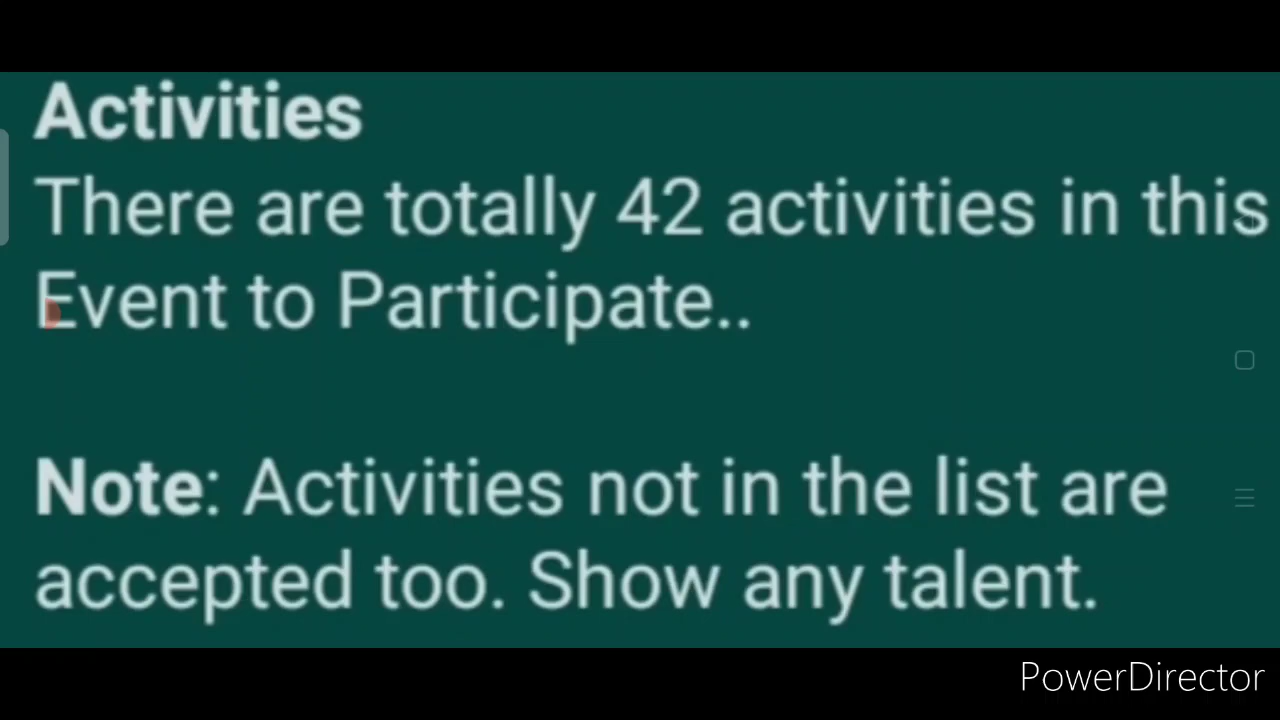 Activities
There are totally 42 activities in this
Event to Participate..
Note: Activities not in the list are
accepted too. Show any talent.
PowerDirector